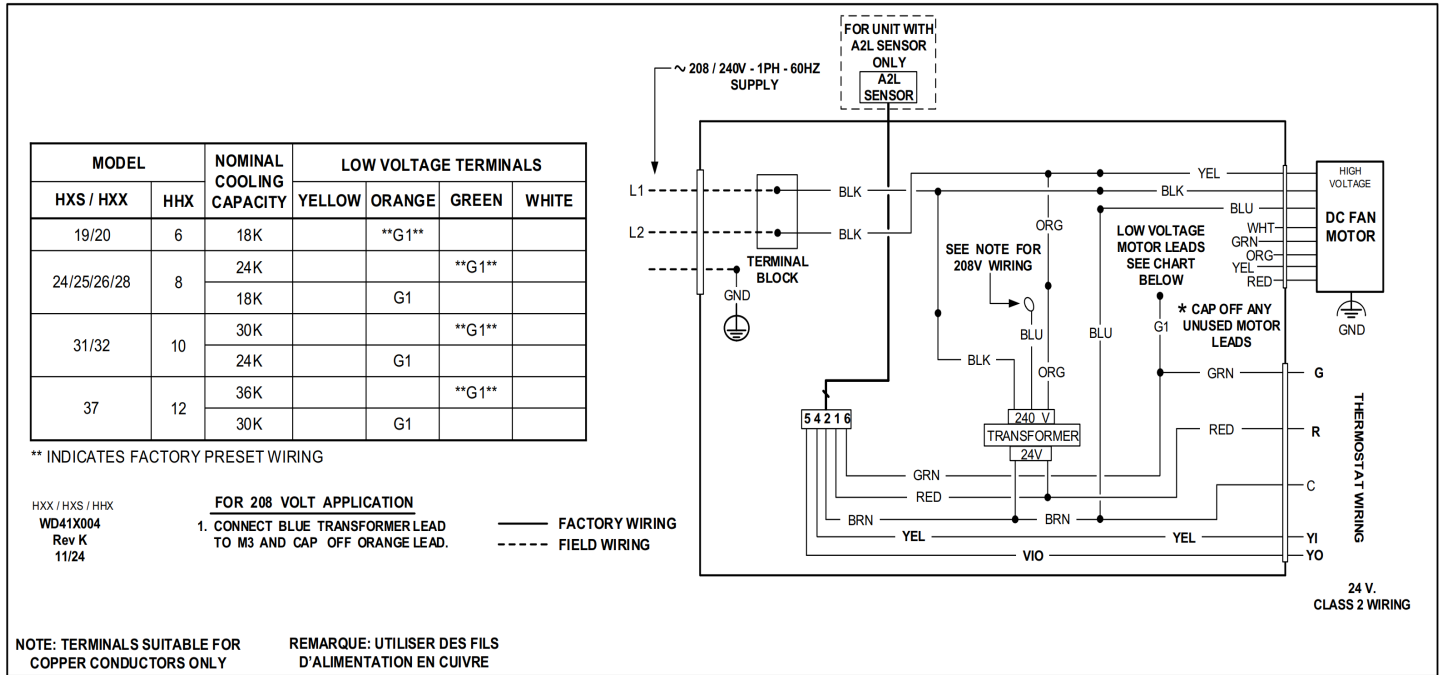 MODEL
NOMINAL COOLING CAPACITY
LOW VOLTAGE TERMINALS
HXS / HXX HHX YELLOW ORANGE GREEN WHITE
19/20 6 18K **G1**
24/25/26/28 8 24K **G1**
18K G1
31/32 10 30K **G1**
24K G1
37 12 36K **G1**
30K G1
** INDICATES FACTORY PRESET WIRING
HXX / HXS / HHX
WD41X004
Rev K
11/24
FOR 208 VOLT APPLICATION
1. CONNECT BLUE TRANSFORMER LEAD
TO M3 AND CAP OFF ORANGE LEAD.
FACTORY WIRING
FIELD WIRING
NOTE: TERMINALS SUITABLE FOR
COPPER CONDUCTORS ONLY
REMARQUE: UTILISER DES FILS
D'ALIMENTATION EN CUIVRE
~ 208 / 240V - 1PH - 60HZ
SUPPLY
FOR UNIT WITH
A2L SENSOR
ONLY
A2L
SENSOR
L1
BLK
L2
BLK
TERMINAL
BLOCK
GND
YEL
BLK
BLU
WHT
GRN
ORG
YEL
RED
HIGH
VOLTAGE
DC FAN
MOTOR
GND
ORG
SEE NOTE FOR
208V WIRING
BLU
BLK
ORG
BLU
LOW VOLTAGE
MOTOR LEADS
SEE CHART
BELOW
G1
* CAP OFF ANY
UNUSED MOTOR
LEADS
5 4 2 1 6
240 V
TRANSFORMER
24V
GRN
G
RED
R
C
GRN
RED
BRN
BRN
YEL
YEL
YI
VIO
YO
THERMOSTAT WIRING
24 V.
CLASS 2 WIRING